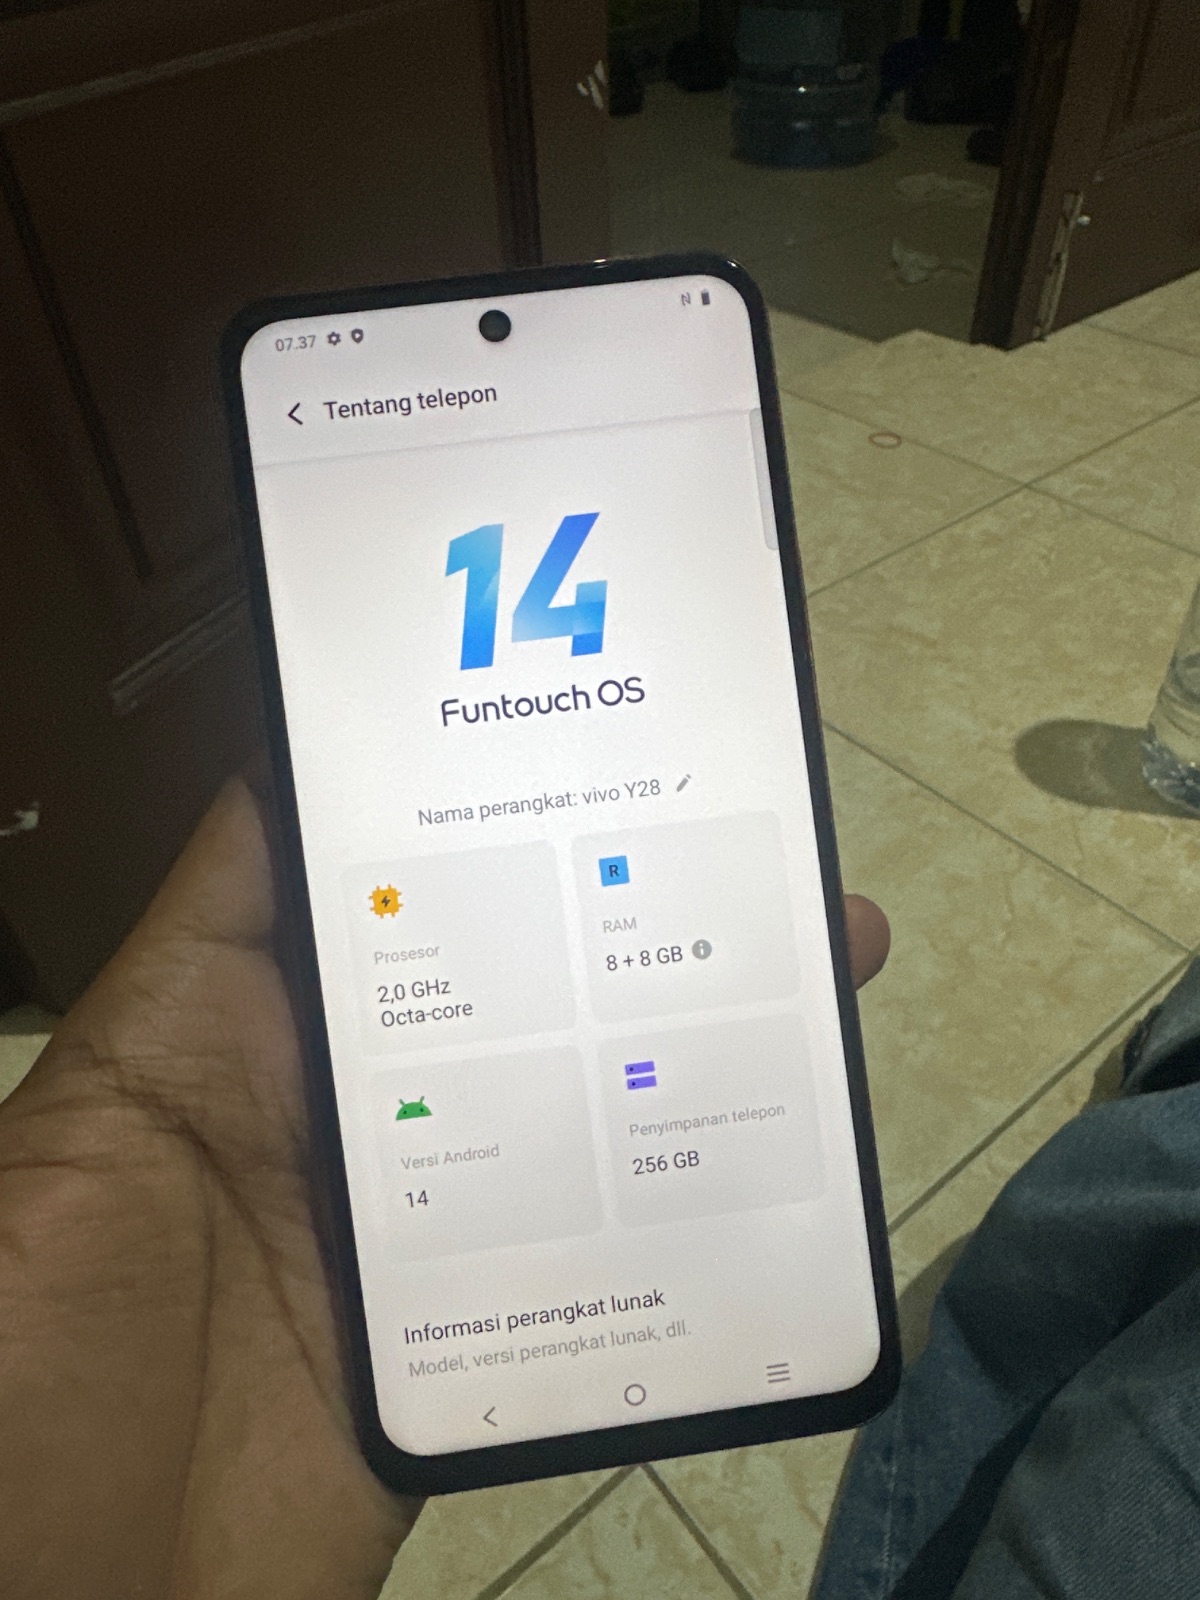 07.37
Tentang telepon
14
Funtouch OS
Nama perangkat: vivo Y28
R
Prosesor
2,0 GHz
Octa-core
RAM
8 + 8 GB
Versi Android
14
Penyimpanan telepon
256 GB
Informasi perangkat lunak
Model, versi perangkat lunak, dll.